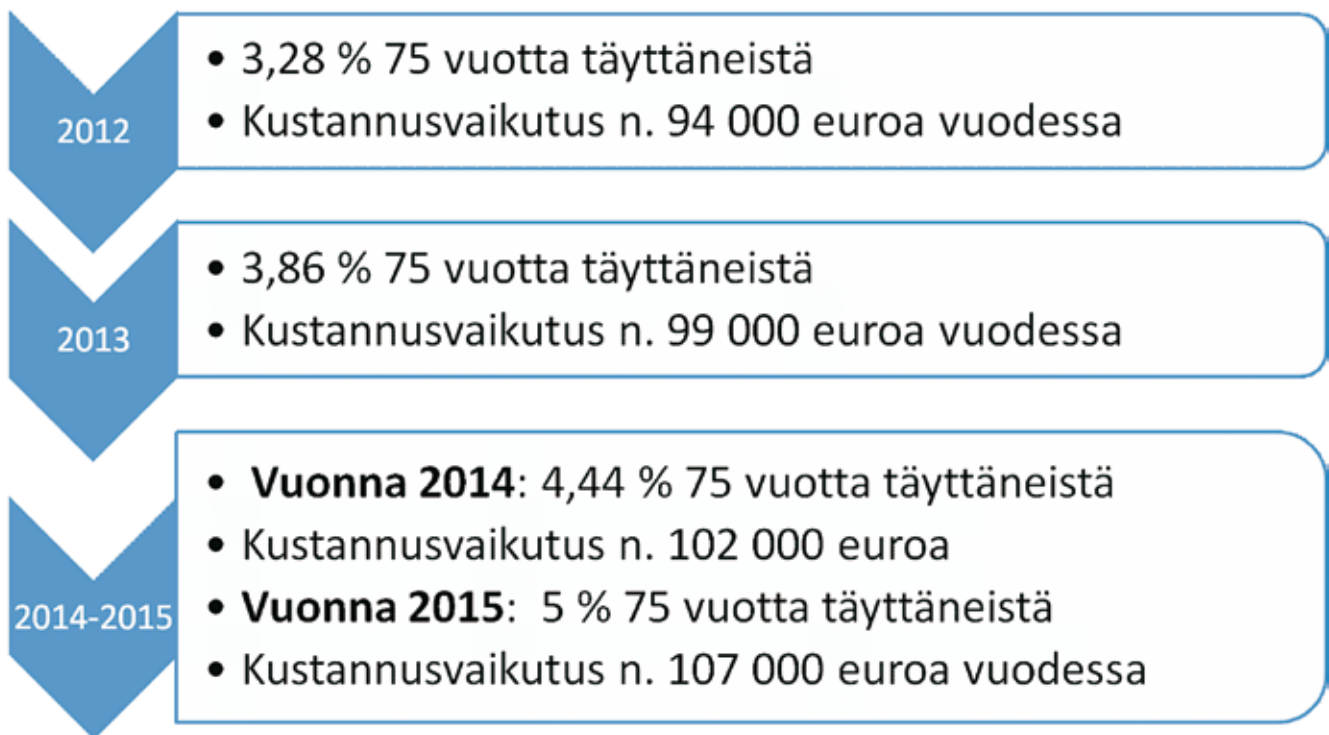 2012
• 3,28 % 75 vuotta täyttäneistä
• Kustannusvaikutus n. 94 000 euroa vuodessa
2013
• 3,86 % 75 vuotta täyttäneistä
• Kustannusvaikutus n. 99 000 euroa vuodessa
2014-2015
• Vuonna 2014: 4,44 % 75 vuotta täyttäneistä
• Kustannusvaikutus n. 102 000 euroa
• Vuonna 2015: 5 % 75 vuotta täyttäneistä
• Kustannusvaikutus n. 107 000 euroa vuodessa